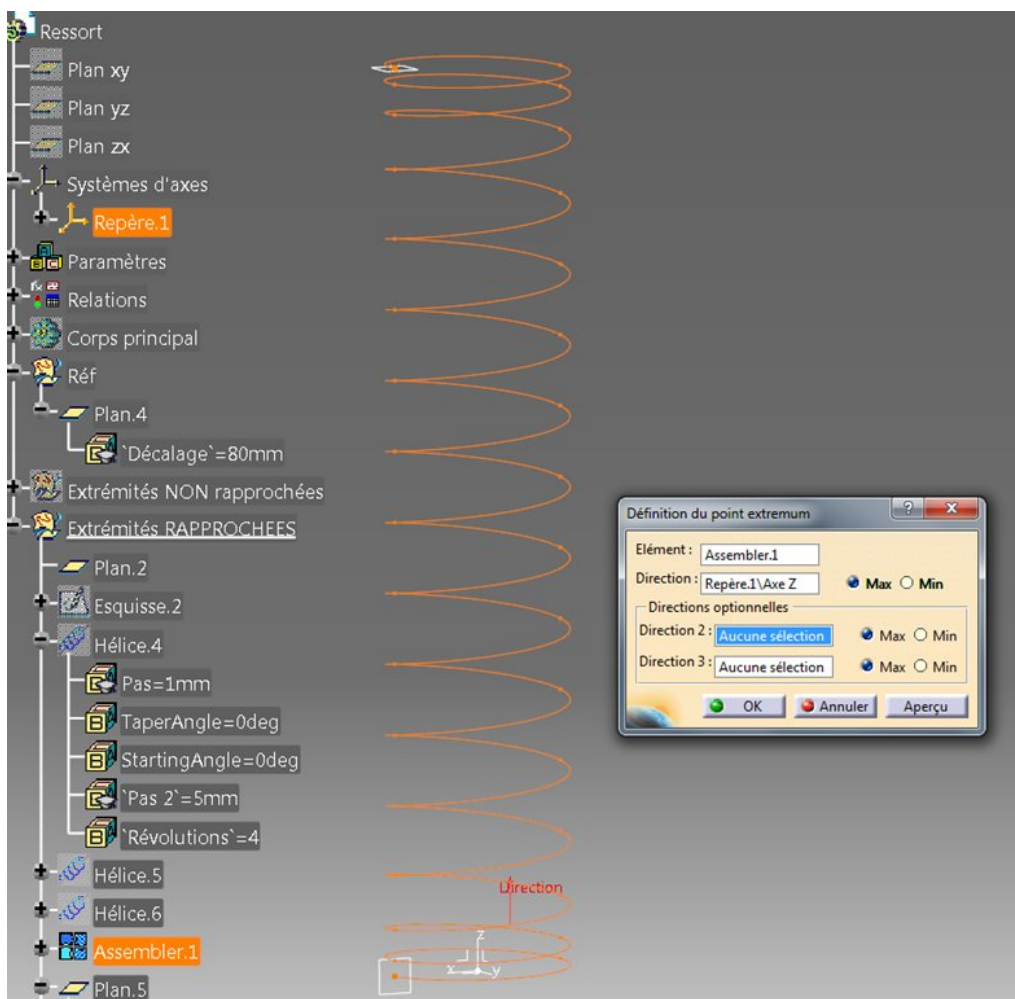 Ressort
Plan xy
Plan yz
Plan zx
Systèmes d'axes
Repère.1
Paramètres
Relations
Corps principal
Réf
Plan.4
`Décalage`=80mm
Extrémités NON rapprochées
Extrémités RAPPROCHEES
Plan.2
Esquisse.2
Hélice.4
Pas=1mm
TaperAngle=0deg
StartingAngle=0deg
`Pas 2`=5mm
`Révolutions`=4
Hélice.5
Hélice.6
Assembler.1
Plan.5
Définition du point extremum
? X
Elément : Assembler.1
Direction : Repère.1\Axe Z Max Min
Directions optionnelles
Direction 2 : Aucune sélection Max Min
Direction 3 : Aucune sélection Max Min
OK Annuler Aperçu
Direction
z
x y